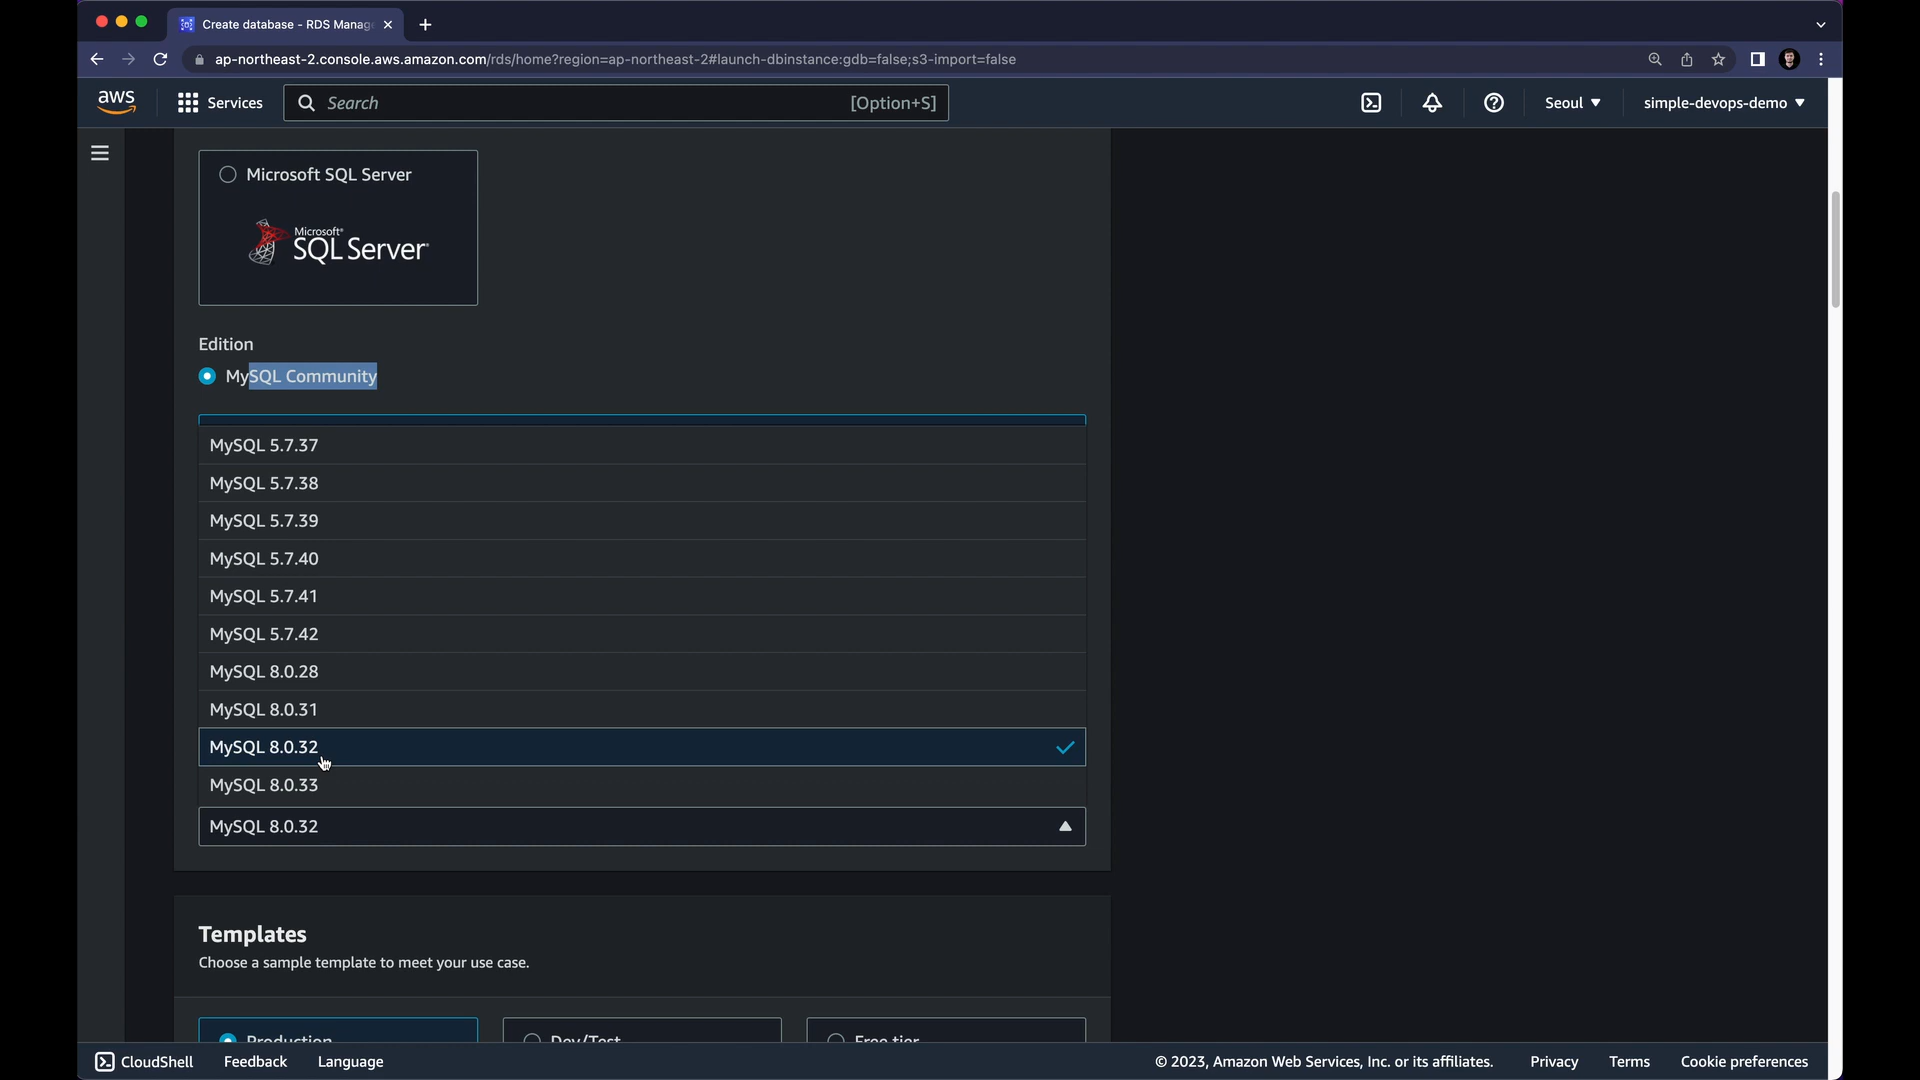 Create database - RDS Manag
ap-northeast-2.console.aws.amazon.com/rds/home?region=ap-northeast-2#launch-dbinstance:gdb=false;s3-import=false
aws
Services
Search
[Option+S]
Seoul
simple-devops-demo
Microsoft SQL Server
Microsoft®
SQL Server®
Edition
MySQL Community
MySQL 5.7.37
MySQL 5.7.38
MySQL 5.7.39
MySQL 5.7.40
MySQL 5.7.41
MySQL 5.7.42
MySQL 8.0.28
MySQL 8.0.31
MySQL 8.0.32
MySQL 8.0.33
MySQL 8.0.32
Templates
Choose a sample template to meet your use case.
Production
Dev/Test
Free tier
CloudShell
Feedback
Language
© 2023, Amazon Web Services, Inc. or its affiliates.
Privacy
Terms
Cookie preferences